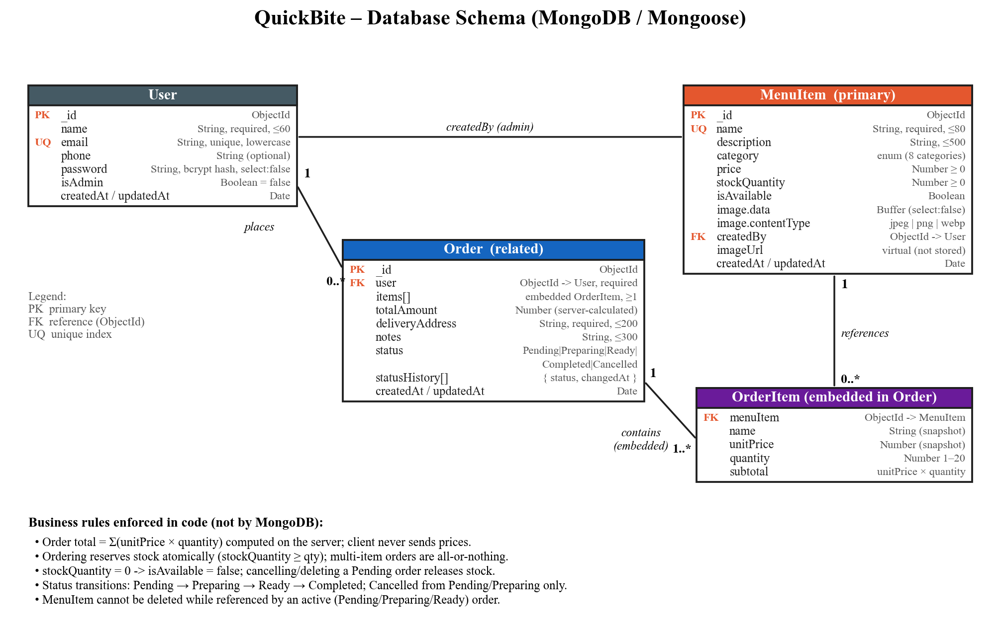 QuickBite – Database Schema (MongoDB / Mongoose)
User
PK _id ObjectId
name String, required, ≤60
UQ email String, unique, lowercase
phone String (optional)
password String, bcrypt hash, select:false
isAdmin Boolean = false
createdAt / updatedAt Date
createdBy (admin)
MenuItem (primary)
PK _id ObjectId
UQ name String, required, ≤80
description String, ≤500
category enum (8 categories)
price Number ≥ 0
stockQuantity Number ≥ 0
isAvailable Boolean
image.data Buffer (select:false)
image.contentType jpeg | png | webp
FK createdBy ObjectId -> User
imageUrl virtual (not stored)
createdAt / updatedAt Date
1
places
0..*
Order (related)
PK _id ObjectId
FK user ObjectId -> User, required
items[] embedded OrderItem, ≥1
totalAmount Number (server-calculated)
deliveryAddress String, required, ≤200
notes String, ≤300
status Pending|Preparing|Ready|
Completed|Cancelled
statusHistory[] { status, changedAt }
createdAt / updatedAt Date
Legend:
PK primary key
FK reference (ObjectId)
UQ unique index
1
references
0..*
1
contains
(embedded)
1..*
OrderItem (embedded in Order)
FK menuItem ObjectId -> MenuItem
name String (snapshot)
unitPrice Number (snapshot)
quantity Number 1–20
subtotal unitPrice × quantity
Business rules enforced in code (not by MongoDB):
• Order total = Σ(unitPrice × quantity) computed on the server; client never sends prices.
• Ordering reserves stock atomically (stockQuantity ≥ qty); multi-item orders are all-or-nothing.
• stockQuantity = 0 -> isAvailable = false; cancelling/deleting a Pending order releases stock.
• Status transitions: Pending → Preparing → Ready → Completed; Cancelled from Pending/Preparing only.
• MenuItem cannot be deleted while referenced by an active (Pending/Preparing/Ready) order.